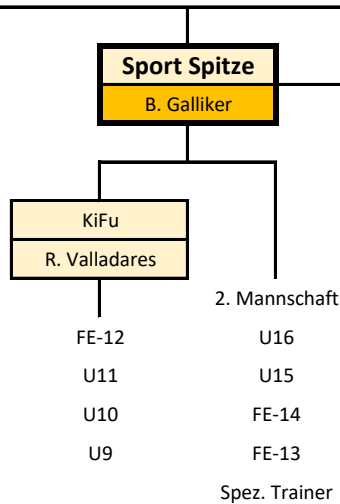 Sport Spitze
B. Galliker
KiFu
R. Valladares
FE-12
U11
U10
U9
2. Mannschaft
U16
U15
FE-14
FE-13
Spez. Trainer